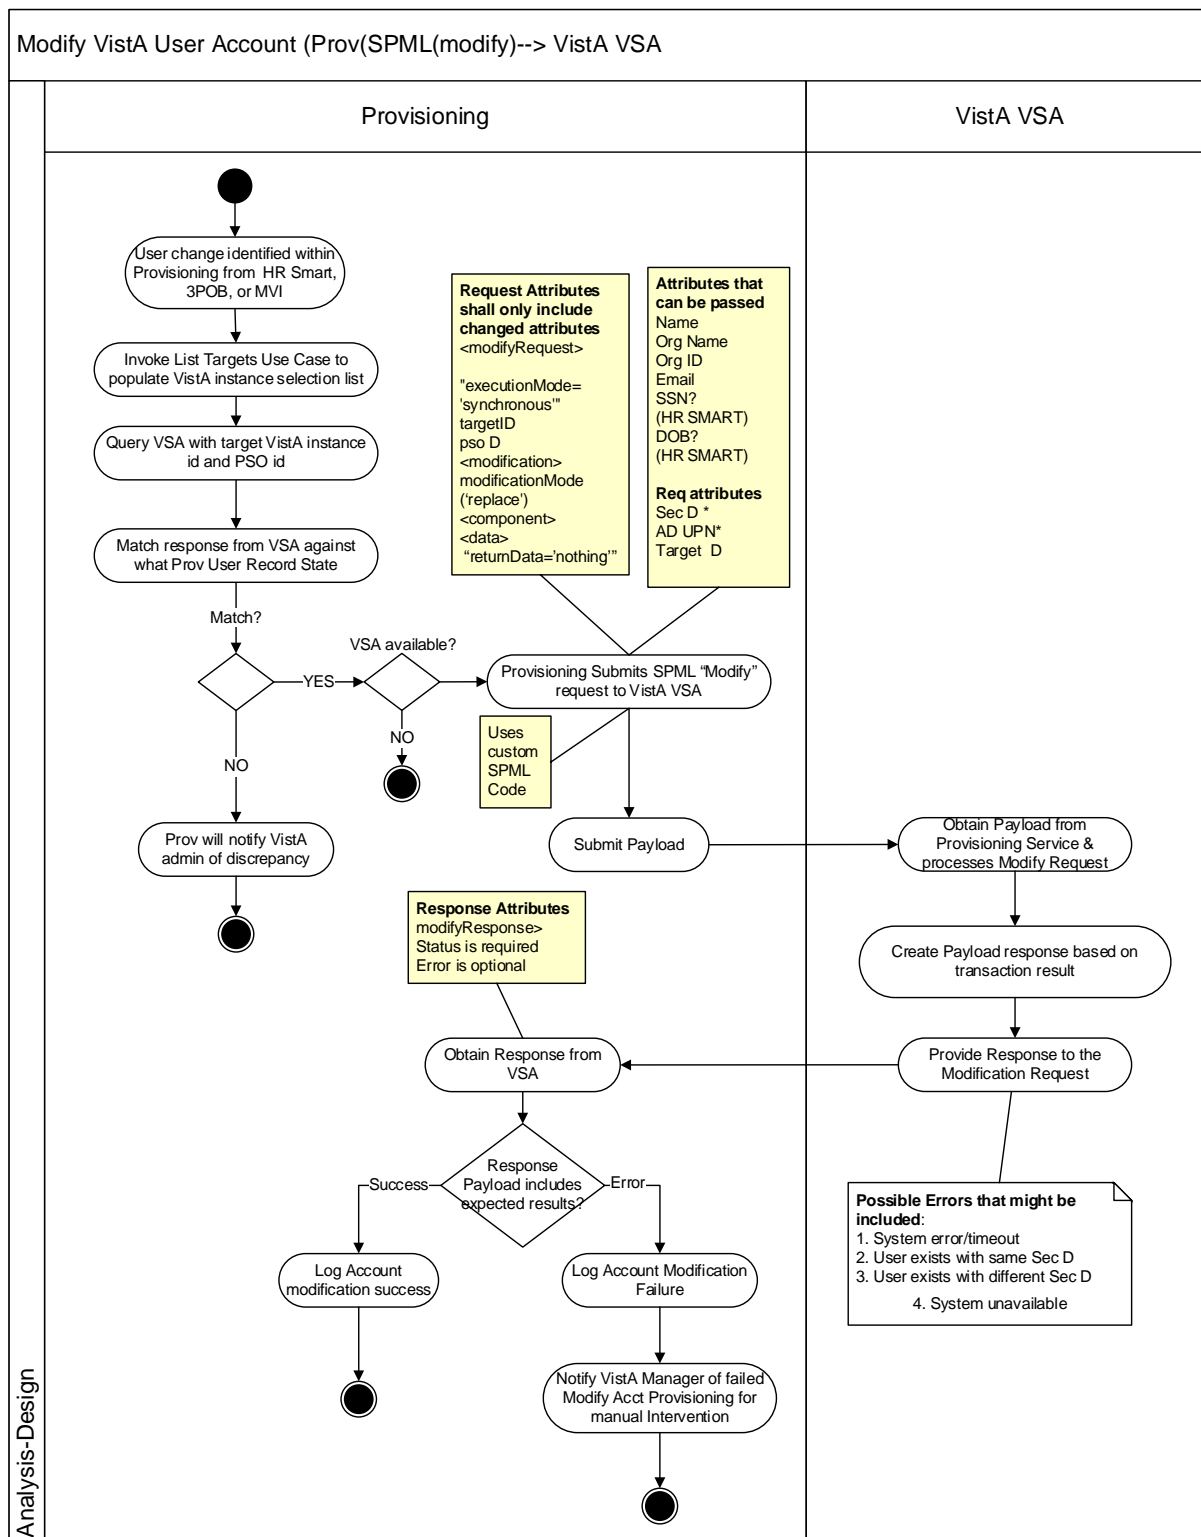 Modify VistA User Account (Prov(SPML(modify)--> VistA VSA
Provisioning
VistA VSA
Analysis-Design
User change identified within
Provisioning from HR Smart,
3POB, or MVI
Invoke List Targets Use Case to
populate VistA instance selection list
Query VSA with target VistA instance
id and PSO id
Match response from VSA against
what Prov User Record State
Match?
YES
NO
VSA available?
NO
Prov will notify VistA
admin of discrepancy
Request Attributes
shall only include
changed attributes
<modifyRequest>
"executionMode=
'synchronous'"
targetID
pso D
<modification>
modificationMode
(‘replace’)
<component>
<data>
“returnData=’nothing’”
Attributes that
can be passed
Name
Org Name
Org ID
Email
SSN?
(HR SMART)
DOB?
(HR SMART)
Req attributes
Sec D *
AD UPN*
Target D
Provisioning Submits SPML “Modify”
request to VistA VSA
Uses
custom
SPML
Code
Submit Payload
Obtain Payload from
Provisioning Service &
processes Modify Request
Create Payload response based on
transaction result
Provide Response to the
Modification Request
Possible Errors that might be
included:
1. System error/timeout
2. User exists with same Sec D
3. User exists with different Sec D
4. System unavailable
Response Attributes
modifyResponse>
Status is required
Error is optional
Obtain Response from
VSA
Response
Payload includes
expected results?
Success
Error
Log Account
modification success
Log Account Modification
Failure
Notify VistA Manager of failed
Modify Acct Provisioning for
manual Intervention